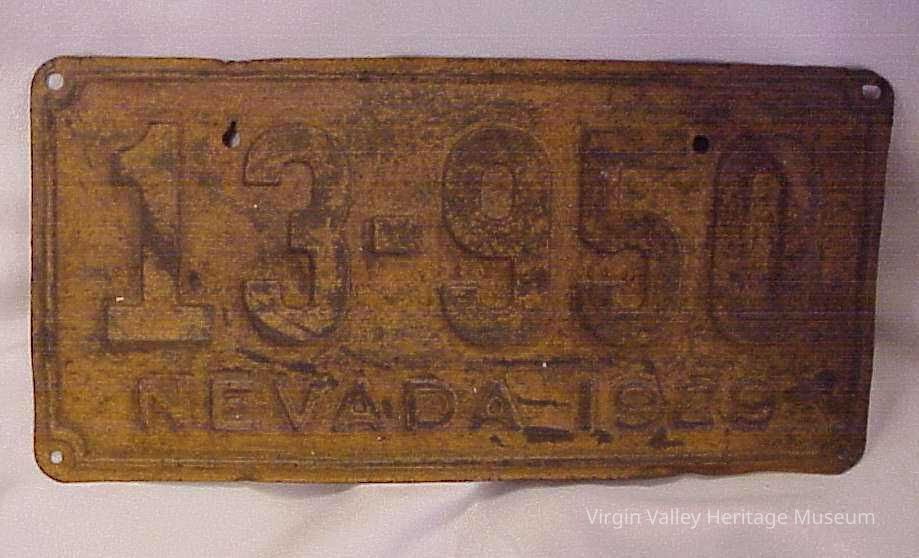 13-950
NEVADA 1929
Virgin Valley Heritage Museum